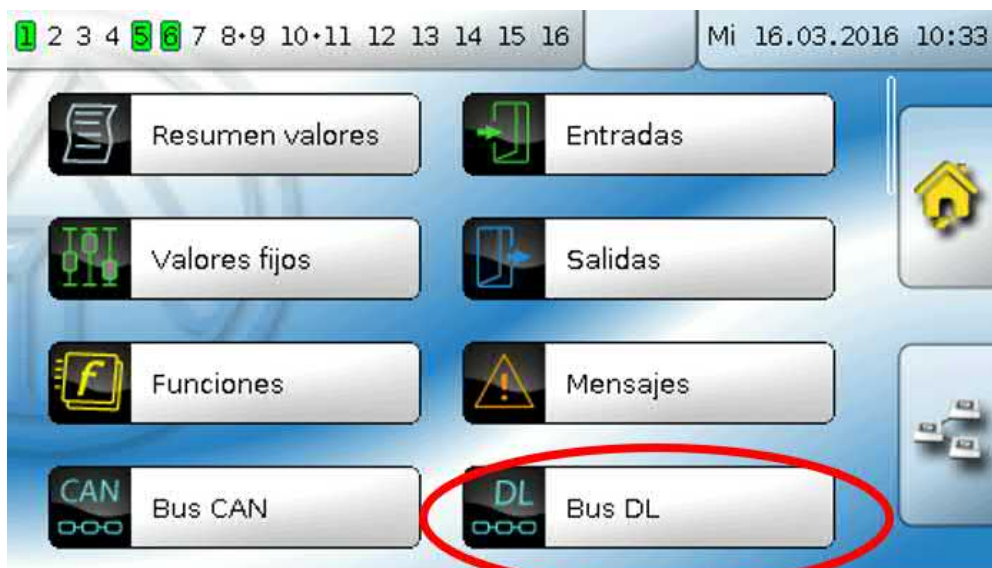 1 2 3 4 5 6 7 8·9 10·11 12 13 14 15 16
Mi 16.03.2016 10:33
Resumen valores
Entradas
Valores fijos
Salidas
f Funciones
! Mensajes
CAN Bus CAN
DL Bus DL